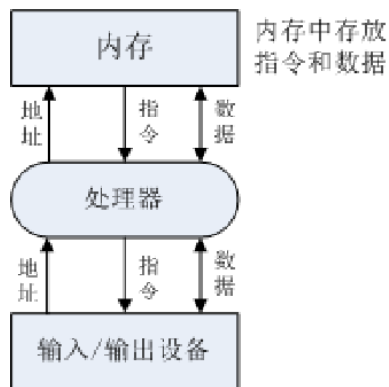 内存
内存中存放
指令和数据
地址
指令
数据
处理器
地址
指令
数据
输入/输出设备